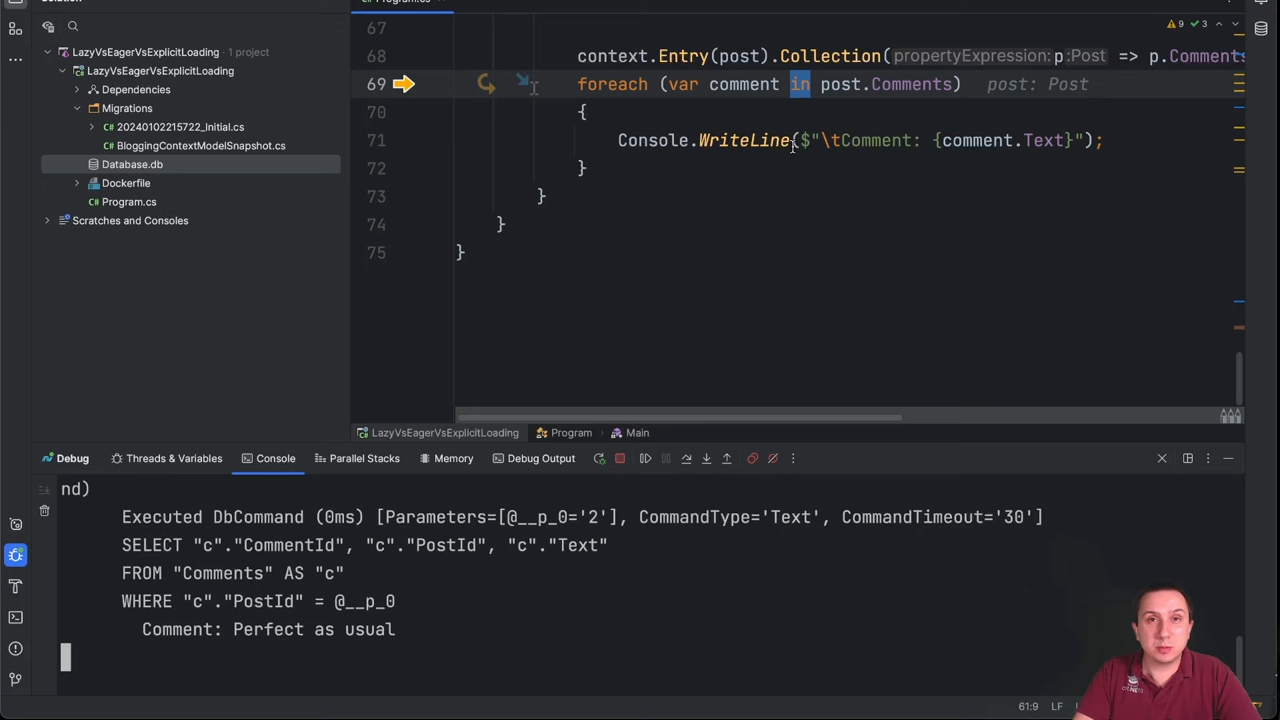 Program.cs
LazyVsEagerVsExplicitLoading 1 project
LazyVsEagerVsExplicitLoading
Dependencies
Migrations
20240102215722_Initial.cs
BloggingContextModelSnapshot.cs
Database.db
Dockerfile
Program.cs
Scratches and Consoles
9 3
67
68 context.Entry(post).Collection(propertyExpression: p:Post => p.Comments
69 foreach (var comment in post.Comments) post: Post
70 {
71 Console.WriteLine($"\tComment: {comment.Text}");
72 }
73 }
74 }
75 }
LazyVsEagerVsExplicitLoading Program Main
Debug Threads & Variables Console Parallel Stacks Memory Debug Output
nd)
Executed DbCommand (0ms) [Parameters=[@__p_0='2'], CommandType='Text', CommandTimeout='30']
SELECT "c"."CommentId", "c"."PostId", "c"."Text"
FROM "Comments" AS "c"
WHERE "c"."PostId" = @__p_0
Comment: Perfect as usual
61:9 LF